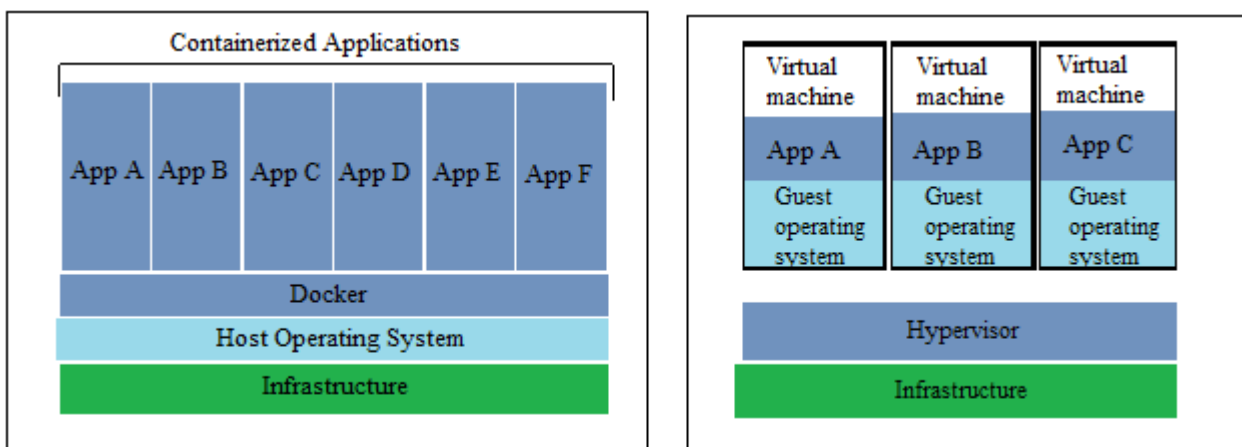 Containerized Applications
App A App B App C App D App E App F
Docker
Host Operating System
Infrastructure
Virtual
machine
App A
Guest
operating
system
Virtual
machine
App B
Guest
operating
system
Virtual
machine
App C
Guest
operating
system
Hypervisor
Infrastructure